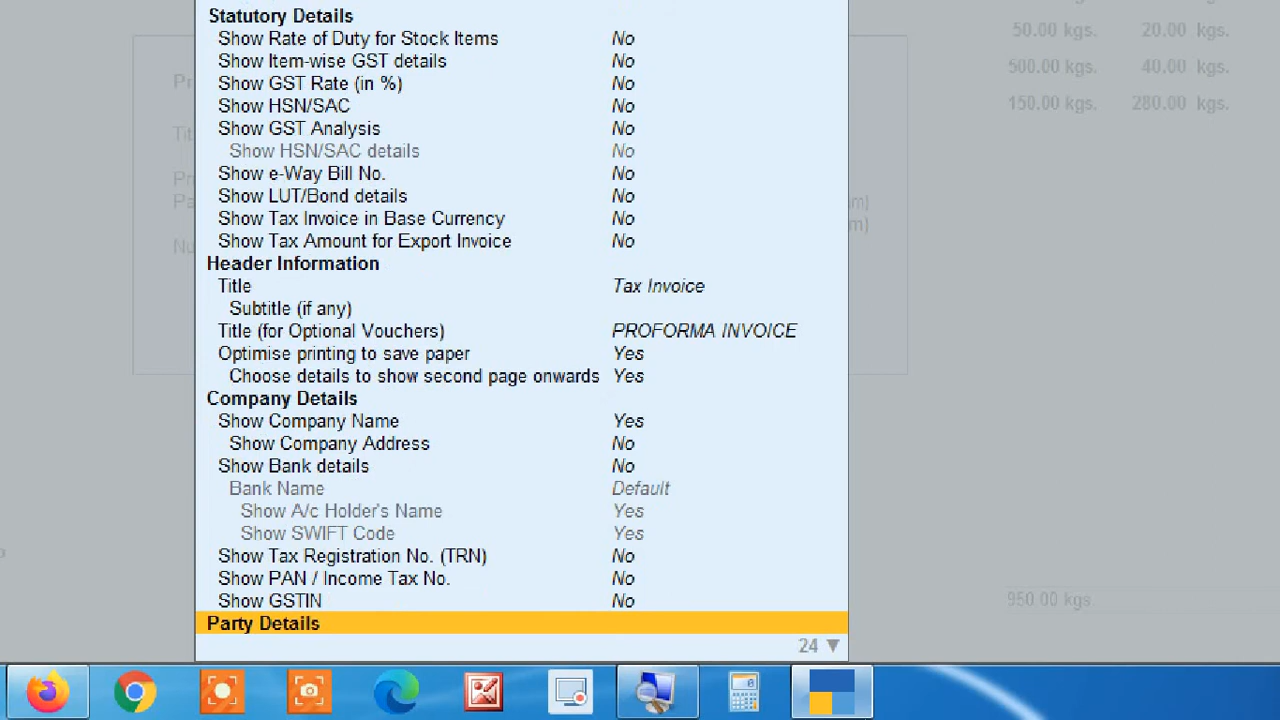 Statutory Details
Show Rate of Duty for Stock Items No
Show Item-wise GST details No
Show GST Rate (in %) No
Show HSN/SAC No
Show GST Analysis No
Show HSN/SAC details No
Show e-Way Bill No. No
Show LUT/Bond details No
Show Tax Invoice in Base Currency No
Show Tax Amount for Export Invoice No
Header Information
Title Tax Invoice
Subtitle (if any)
Title (for Optional Vouchers) PROFORMA INVOICE
Optimise printing to save paper Yes
Choose details to show second page onwards Yes
Company Details
Show Company Name Yes
Show Company Address No
Show Bank details No
Bank Name Default
Show A/c Holder's Name Yes
Show SWIFT Code Yes
Show Tax Registration No. (TRN) No
Show PAN / Income Tax No. No
Show GSTIN No
Party Details
24 ▼
50.00 kgs. 20.00 kgs.
500.00 kgs. 40.00 kgs.
150.00 kgs. 280.00 kgs.
950.00 kgs